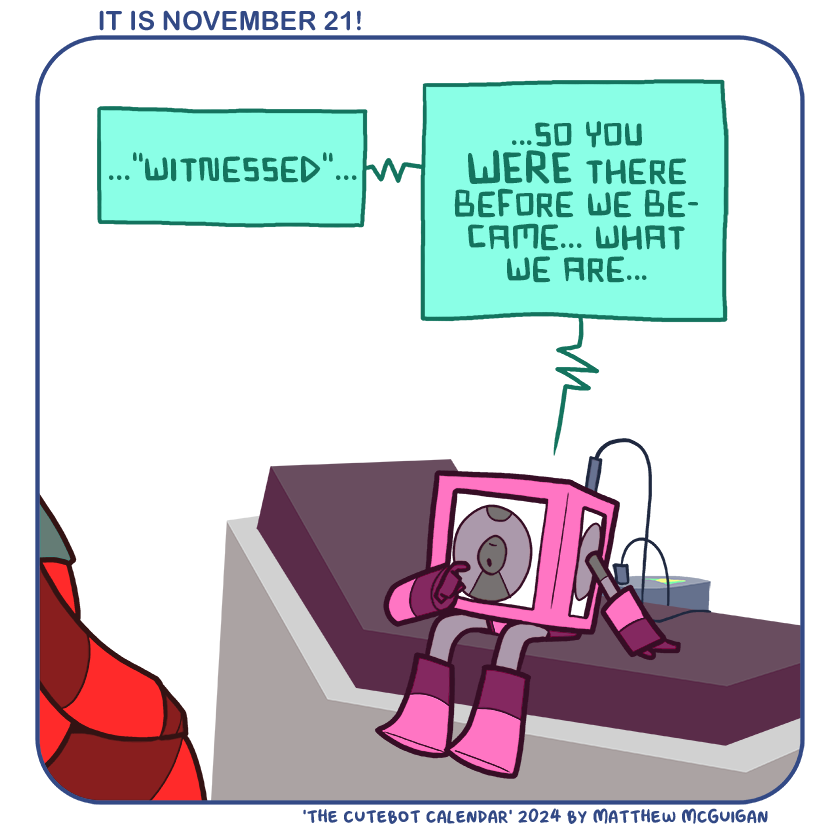 IT IS NOVEMBER 21!
..."WITNESSED"...
...SO YOU
WERE THERE
BEFORE WE BE-
CAME... WHAT
WE ARE...
'THE CUTEBOT CALENDAR' 2024 BY MATTHEW MCGUIGAN